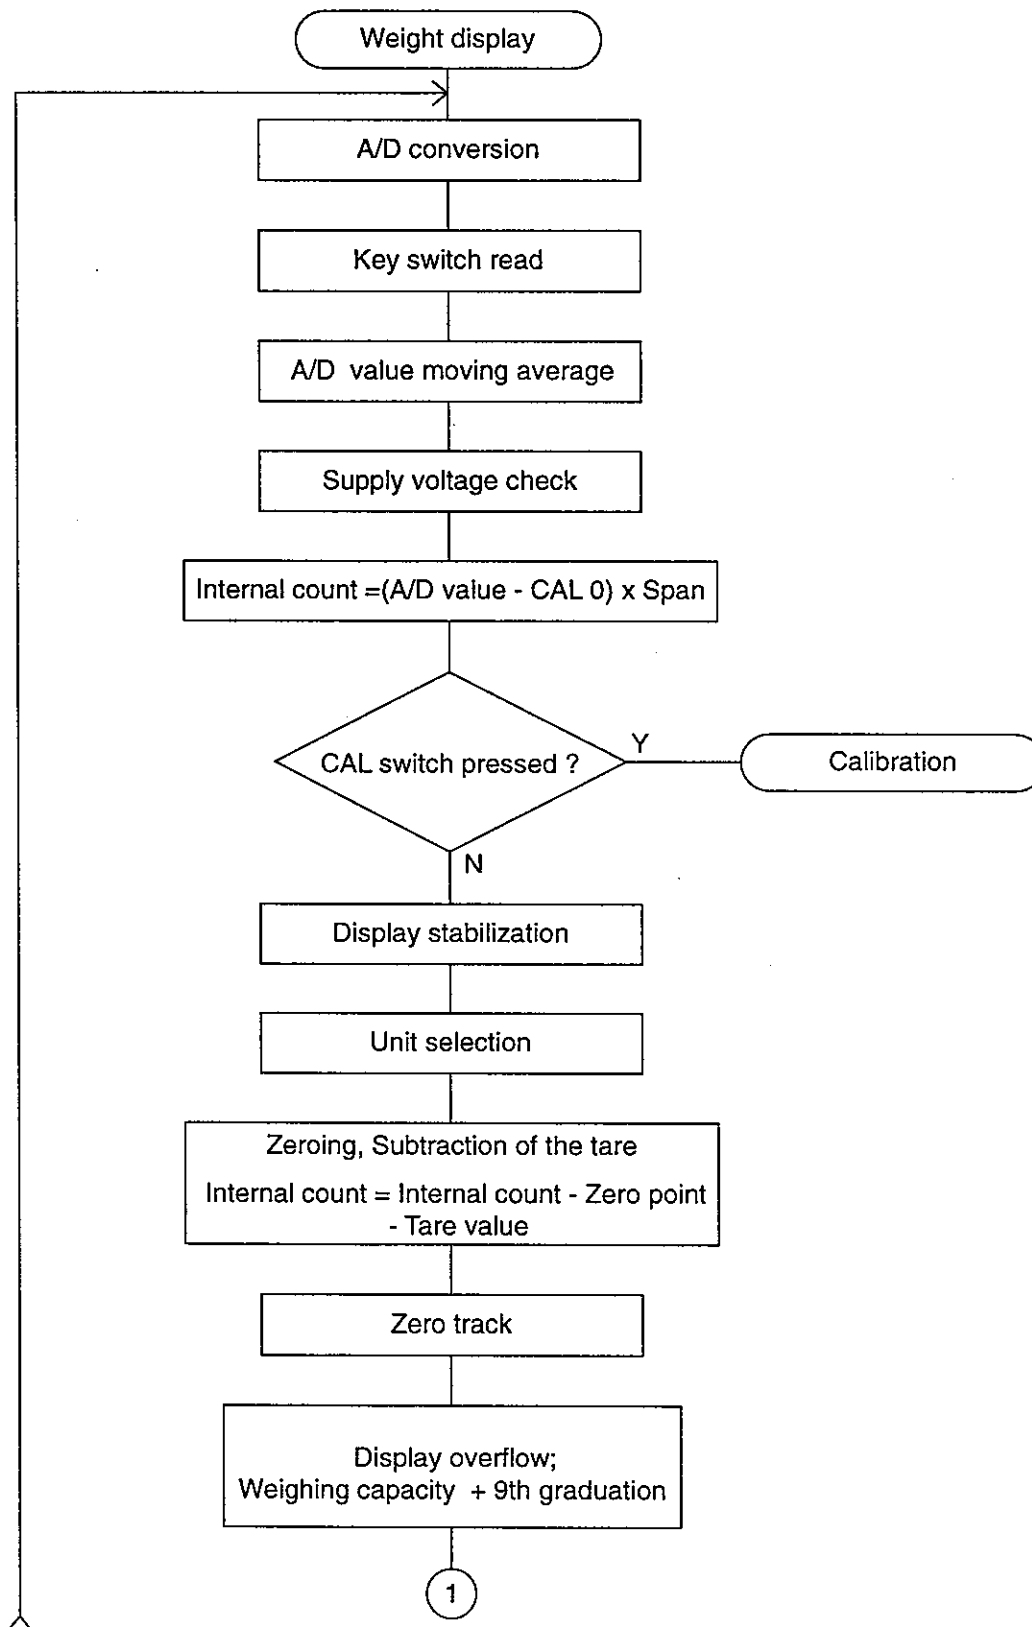 Weight display
A/D conversion
Key switch read
A/D value moving average
Supply voltage check
Internal count =(A/D value - CAL 0) x Span
CAL switch pressed ?
Y
Calibration
N
Display stabilization
Unit selection
Zeroing, Subtraction of the tare
Internal count = Internal count - Zero point
- Tare value
Zero track
Display overflow;
Weighing capacity + 9th graduation
1